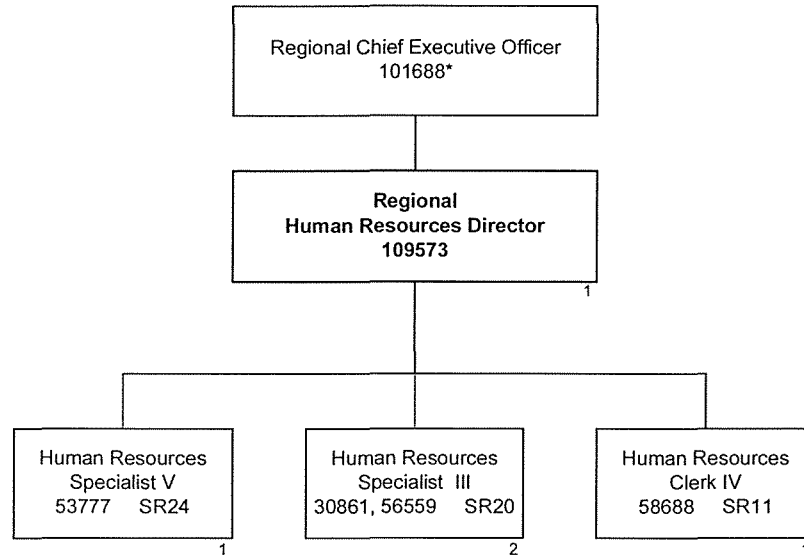 Regional Chief Executive Officer
101688*
Regional
Human Resources Director
109573
1
Human Resources
Specialist V
53777 SR24
1
Human Resources
Specialist III
30861, 56559 SR20
2
Human Resources
Clerk IV
58688 SR11
1